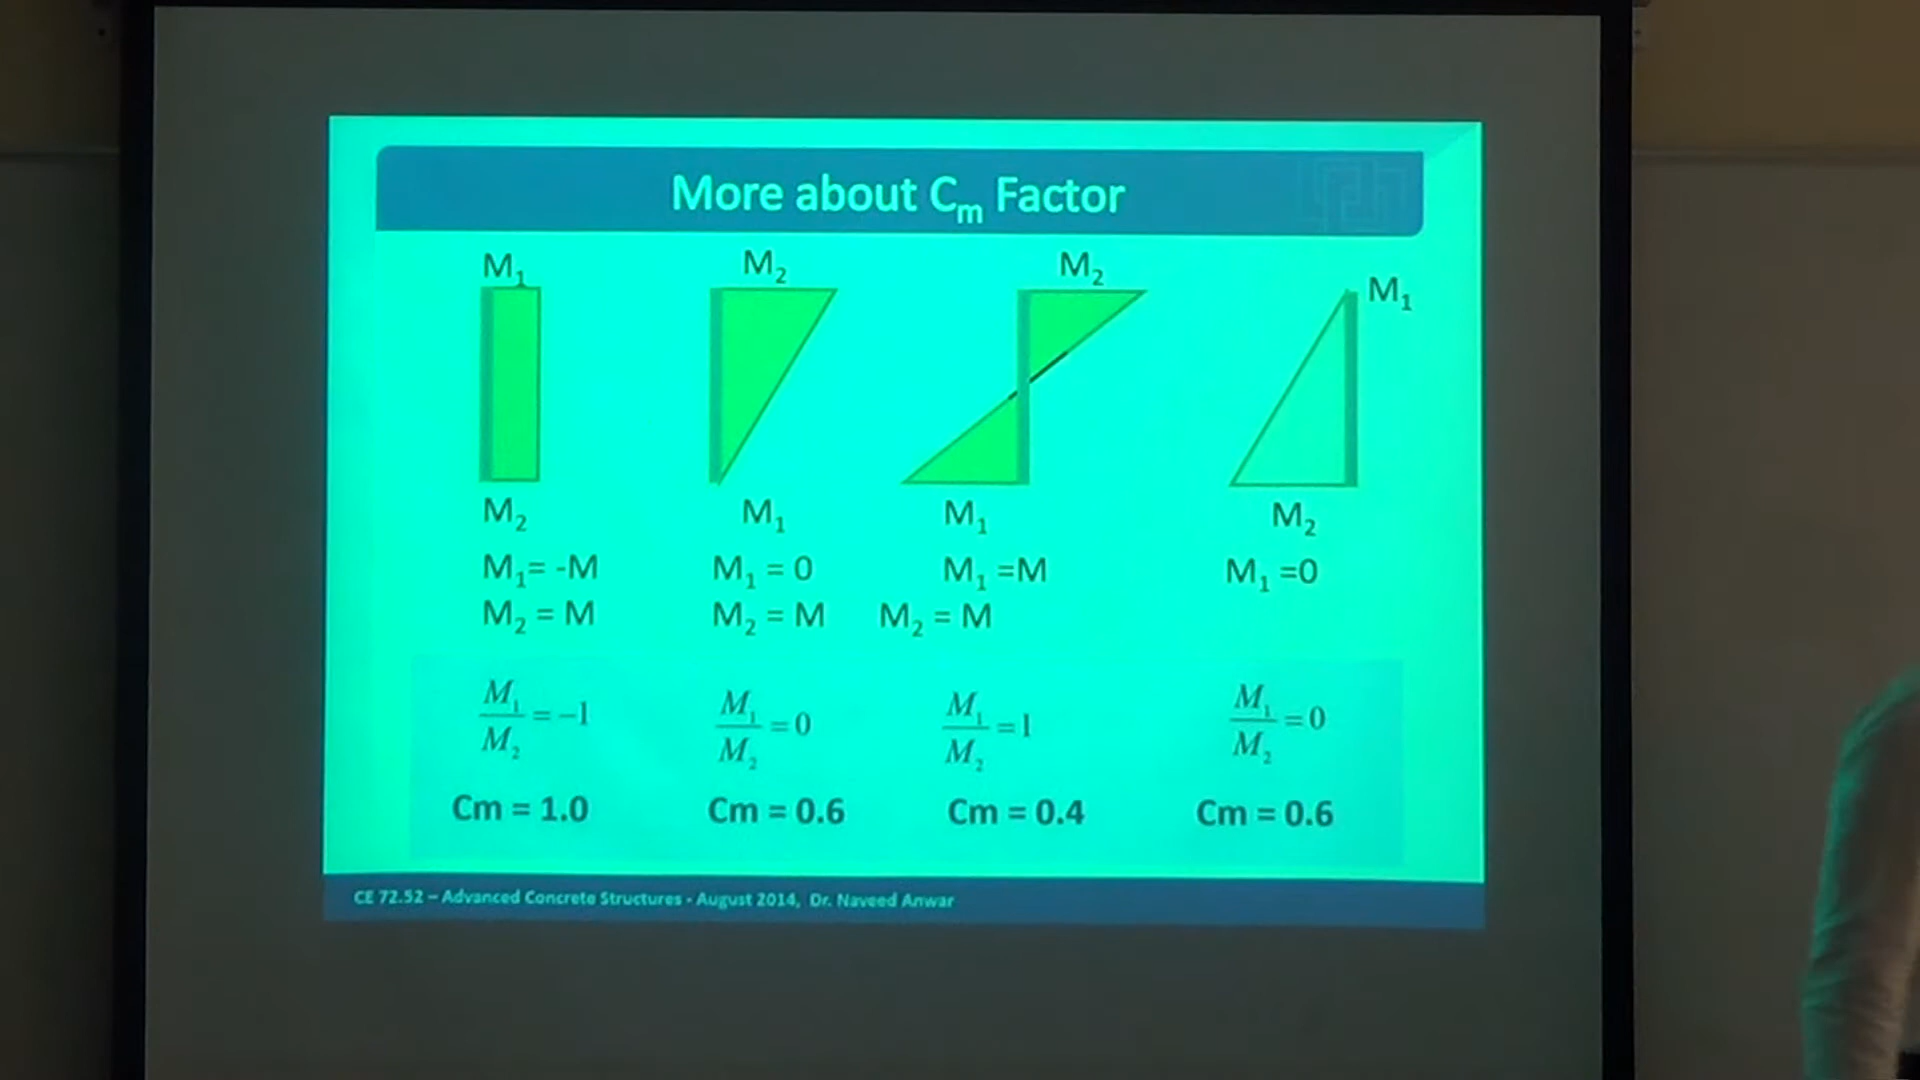 More about Cm Factor
M1 M2 M2 M1
M2 M1 M1 M2
M1= -M M1 = 0 M1 =M M1 =0
M2 = M M2 = M M2 = M
M1/M2 = -1 M1/M2 = 0 M1/M2 = 1 M1/M2 = 0
Cm = 1.0 Cm = 0.6 Cm = 0.4 Cm = 0.6
CE 72.52 – Advanced Concrete Structures - August 2014, Dr. Naveed Anwar